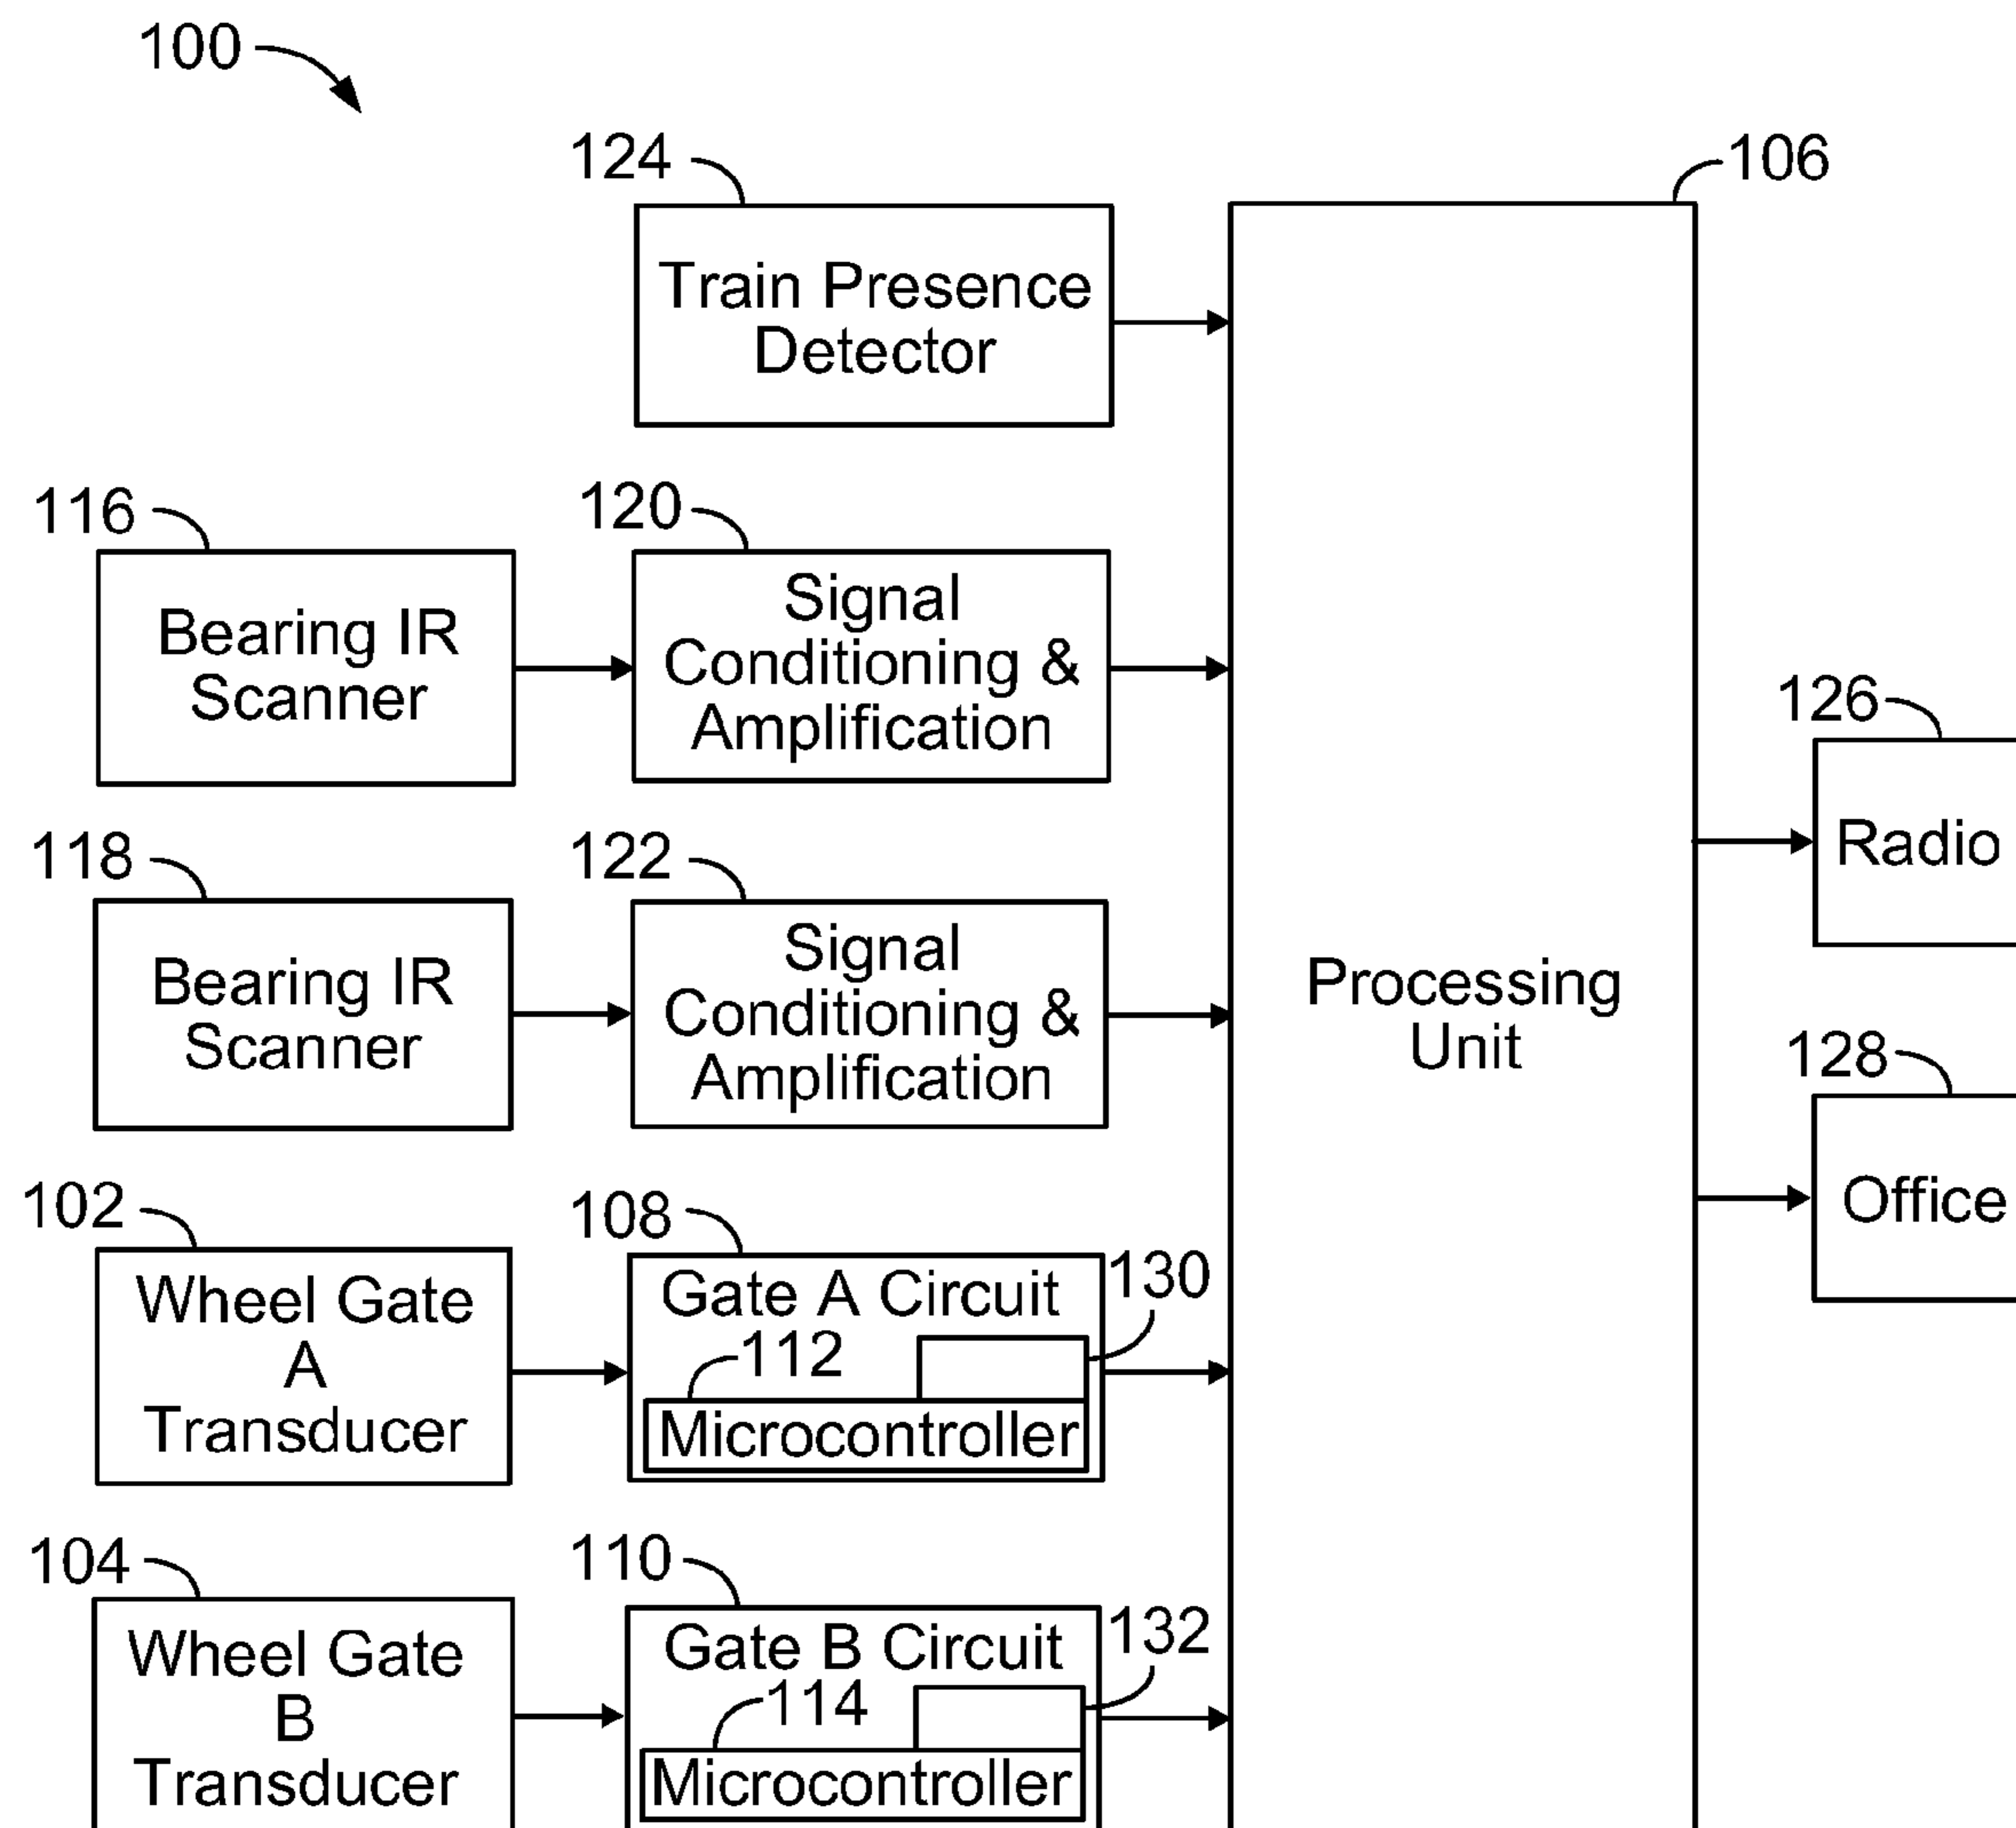 100
124
106
Train Presence
Detector
116
120
Bearing IR
Scanner
Signal
Conditioning &
Amplification
126
Radio
118
122
Bearing IR
Scanner
Signal
Conditioning &
Amplification
Processing
Unit
128
Office
102
108
130
Wheel Gate
A
Transducer
Gate A Circuit
112
Microcontroller
104
110
132
Wheel Gate
B
Transducer
Gate B Circuit
114
Microcontroller